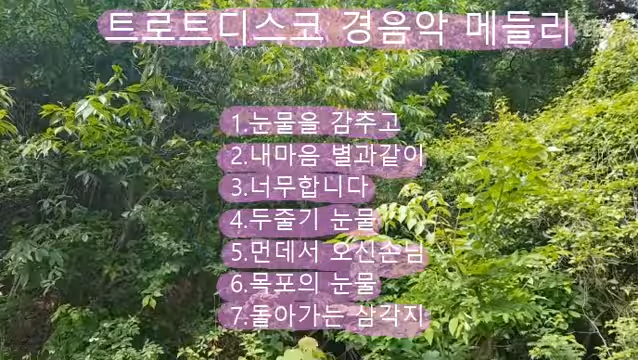 트로트디스코 경음악 메들리
1.눈물을 감추고
2.내마음 별과같이
3.너무합니다
4.두줄기 눈물
5.먼데서 오신손님
6.목포의 눈물
7.돌아가는 삼각지